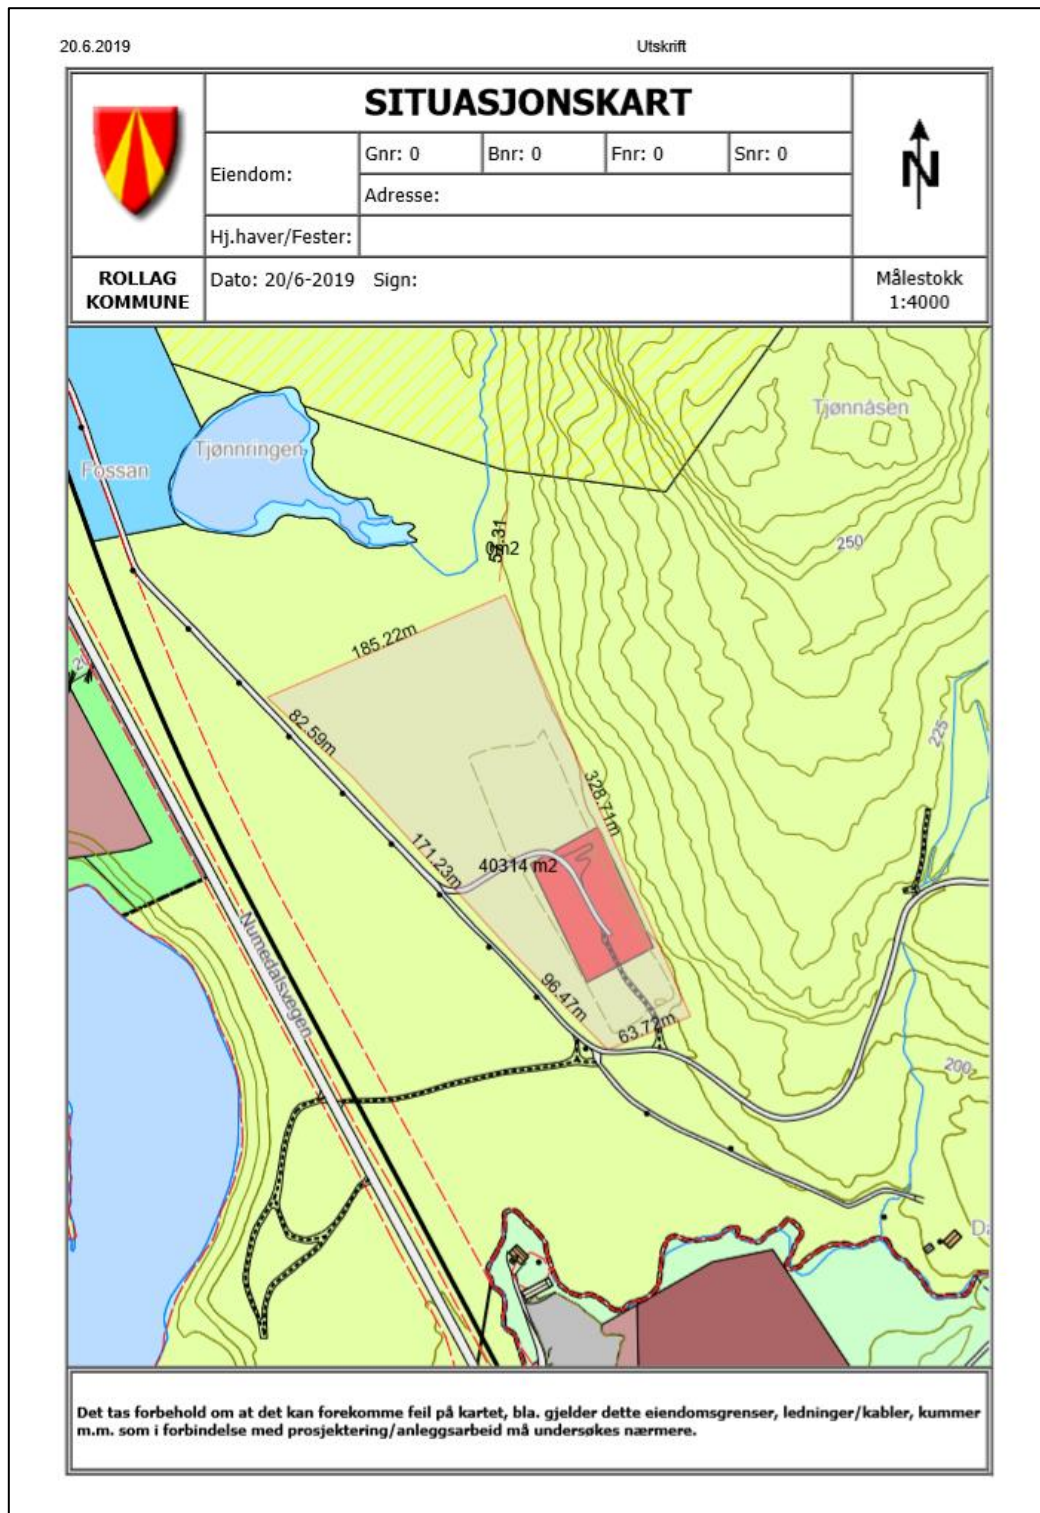 20.6.2019
Utskrift
SITUASJONSKART
Eiendom:
Gnr: 0
Bnr: 0
Fnr: 0
Snr: 0
Adresse:
Hj.haver/Fester:
N
ROLLAG
KOMMUNE
Dato: 20/6-2019 Sign:
Målestokk
1:4000
Tjønnåsen
Tjønnringen
Fossan
250
0m2
185.22m
82.59m
225
328.71m
171.23m
40314 m2
Numedalsvegen
96.47m
63.72m
200
Det tas forbehold om at det kan forekomme feil på kartet, bla. gjelder dette eiendomsgrenser, ledninger/kabler, kummer
m.m. som i forbindelse med prosjektering/anleggsarbeid må undersøkes nærmere.